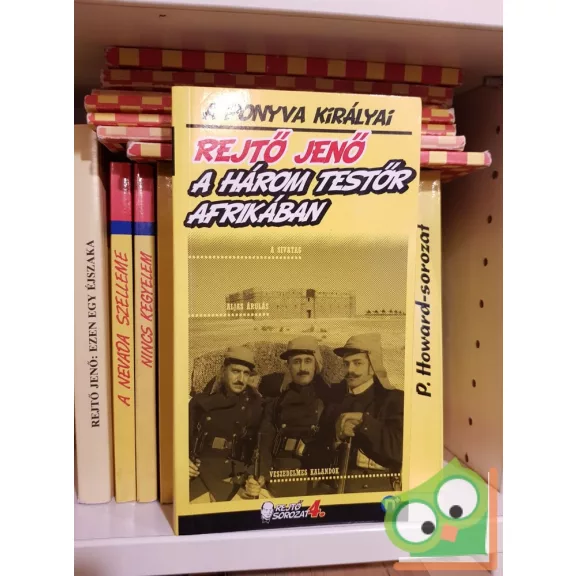 A PONYVA KIRÁLYAI
REJTŐ JENŐ
A HÁROM TESTŐR
AFRIKÁBAN
A SIVATAG
ALJAS ÁRULÁS
VESZEDELMES KALANDOK
REJTŐ
SOROZAT 4.
REJTŐ JENŐ: EZEN EGY ÉJSZAKA
A NEVADA SZELLEME
NINCS KEGYELEM
P. Howard-sorozat